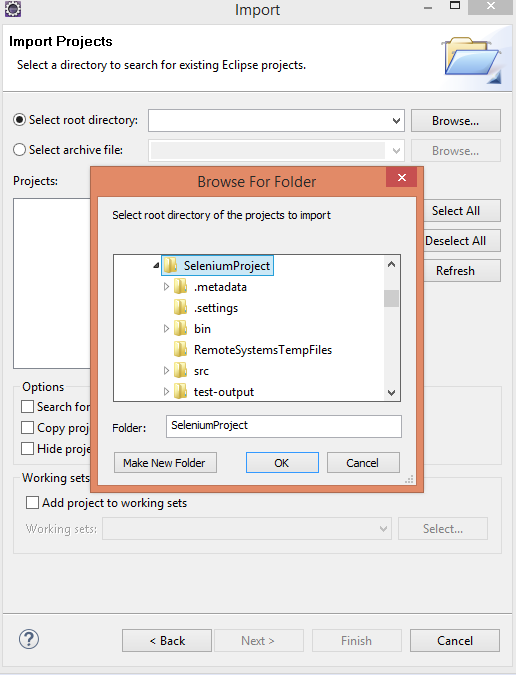 Import
Import Projects
Select a directory to search for existing Eclipse projects.
Select root directory:
Browse...
Select archive file:
Browse...
Projects:
Select All
Deselect All
Refresh
Browse For Folder
Select root directory of the projects to import
SeleniumProject
.metadata
.settings
bin
RemoteSystemsTempFiles
src
test-output
Folder: SeleniumProject
Make New Folder
OK
Cancel
Options
Search for
Copy proj
Hide proje
Working sets
Add project to working sets
Working sets:
Select...
?
< Back
Next >
Finish
Cancel